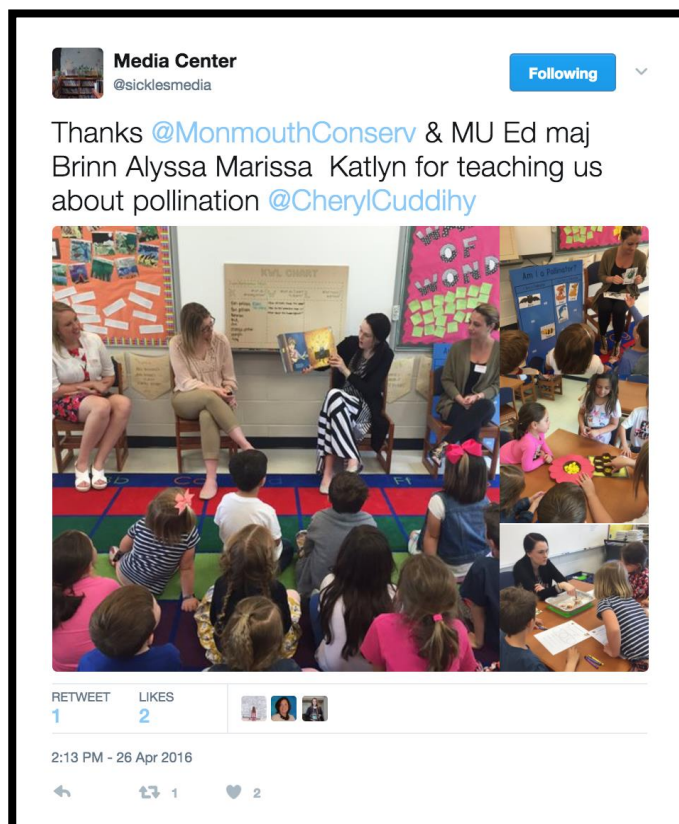 Media Center
@sicklesmedia
Following
Thanks @MonmouthConserv & MU Ed maj
Brinn Alyssa Marissa  Katlyn for teaching us
about pollination @CherylCuddihy
KWL CHART
OF
WOND
Am I a Pollinator?
Ff
RETWEET
LIKES
1
2
2:13 PM - 26 Apr 2016
1
2